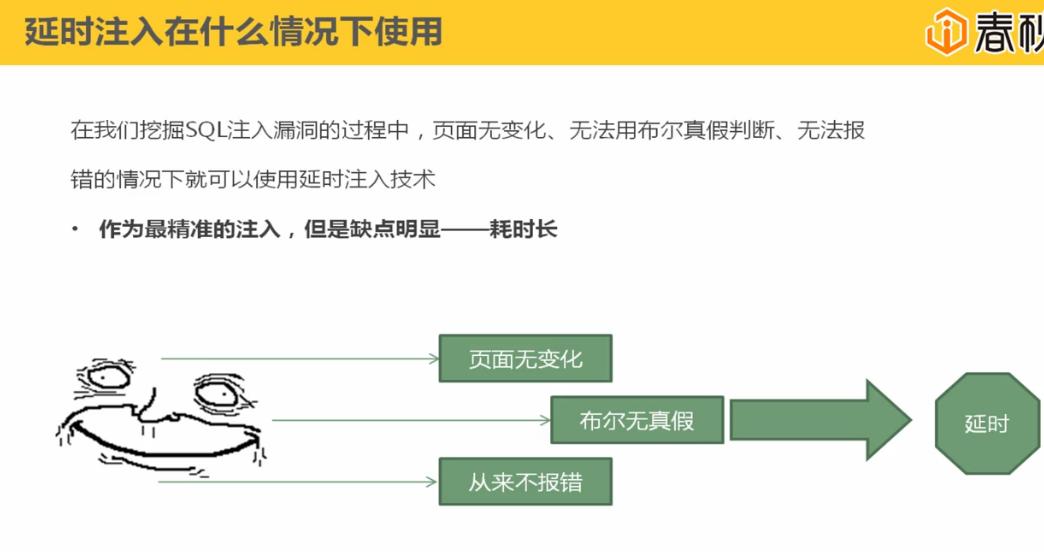 延时注入在什么情况下使用
春秋
在我们挖掘SQL注入漏洞的过程中，页面无变化、无法用布尔真假判断、无法报
错的情况下就可以使用延时注入技术
• 作为最精准的注入，但是缺点明显——耗时长
页面无变化
布尔无真假
延时
从来不报错